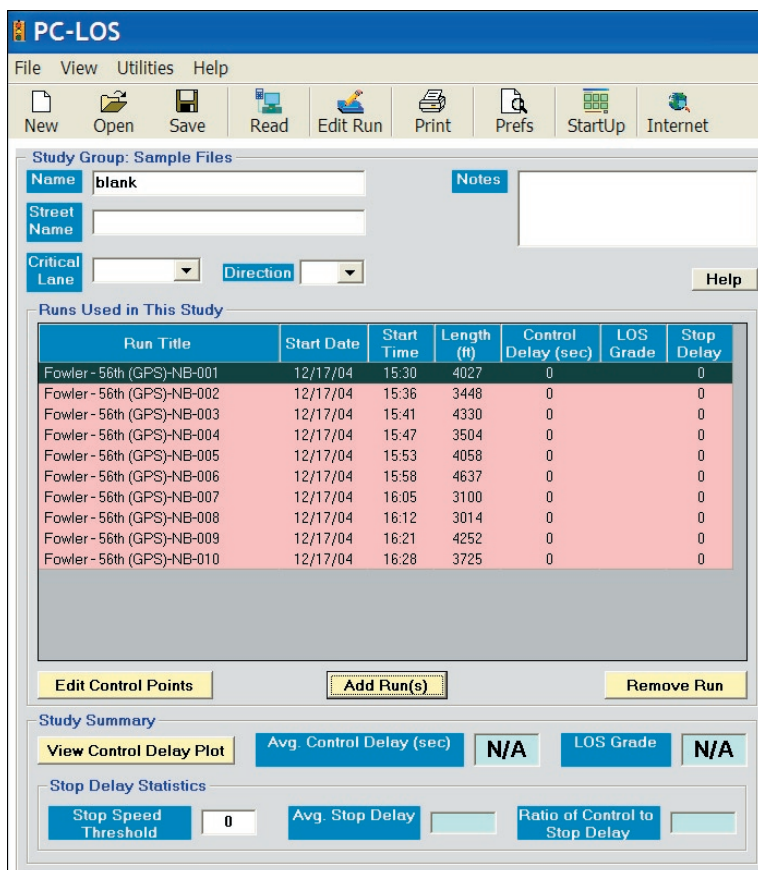 PC-LOS
File View Utilities Help
New Open Save Read Edit Run Print Prefs StartUp Internet
Study Group: Sample Files
Name blank Notes
Street Name
Critical Lane Direction
Help
Runs Used in This Study
Run Title Start Date Start Time Length (ft) Control Delay (sec) LOS Grade Stop Delay
Fowler - 56th (GPS)-NB-001 12/17/04 15:30 4027 0 0
Fowler - 56th (GPS)-NB-002 12/17/04 15:36 3448 0 0
Fowler - 56th (GPS)-NB-003 12/17/04 15:41 4330 0 0
Fowler - 56th (GPS)-NB-004 12/17/04 15:47 3504 0 0
Fowler - 56th (GPS)-NB-005 12/17/04 15:53 4058 0 0
Fowler - 56th (GPS)-NB-006 12/17/04 15:58 4637 0 0
Fowler - 56th (GPS)-NB-007 12/17/04 16:05 3100 0 0
Fowler - 56th (GPS)-NB-008 12/17/04 16:12 3014 0 0
Fowler - 56th (GPS)-NB-009 12/17/04 16:21 4252 0 0
Fowler - 56th (GPS)-NB-010 12/17/04 16:28 3725 0 0
Edit Control Points Add Run(s) Remove Run
Study Summary
View Control Delay Plot Avg. Control Delay (sec) N/A LOS Grade N/A
Stop Delay Statistics
Stop Speed Threshold 0 Avg. Stop Delay Ratio of Control to Stop Delay